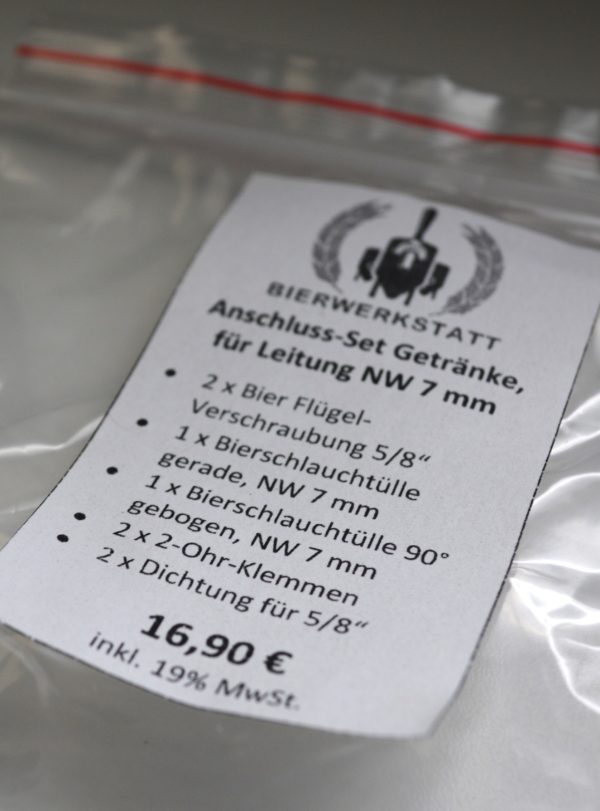 BIERWERKSTATT
Anschluss-Set Getränke,
für Leitung NW 7 mm
• 2 x Bier Flügel-
Verschraubung 5/8“
• 1 x Bierschlauchtülle
gerade, NW 7 mm
• 1 x Bierschlauchtülle 90°
gebogen, NW 7 mm
• 2 x 2-Ohr-Klemmen
• 2 x Dichtung für 5/8“
16,90 €
inkl. 19% MwSt.